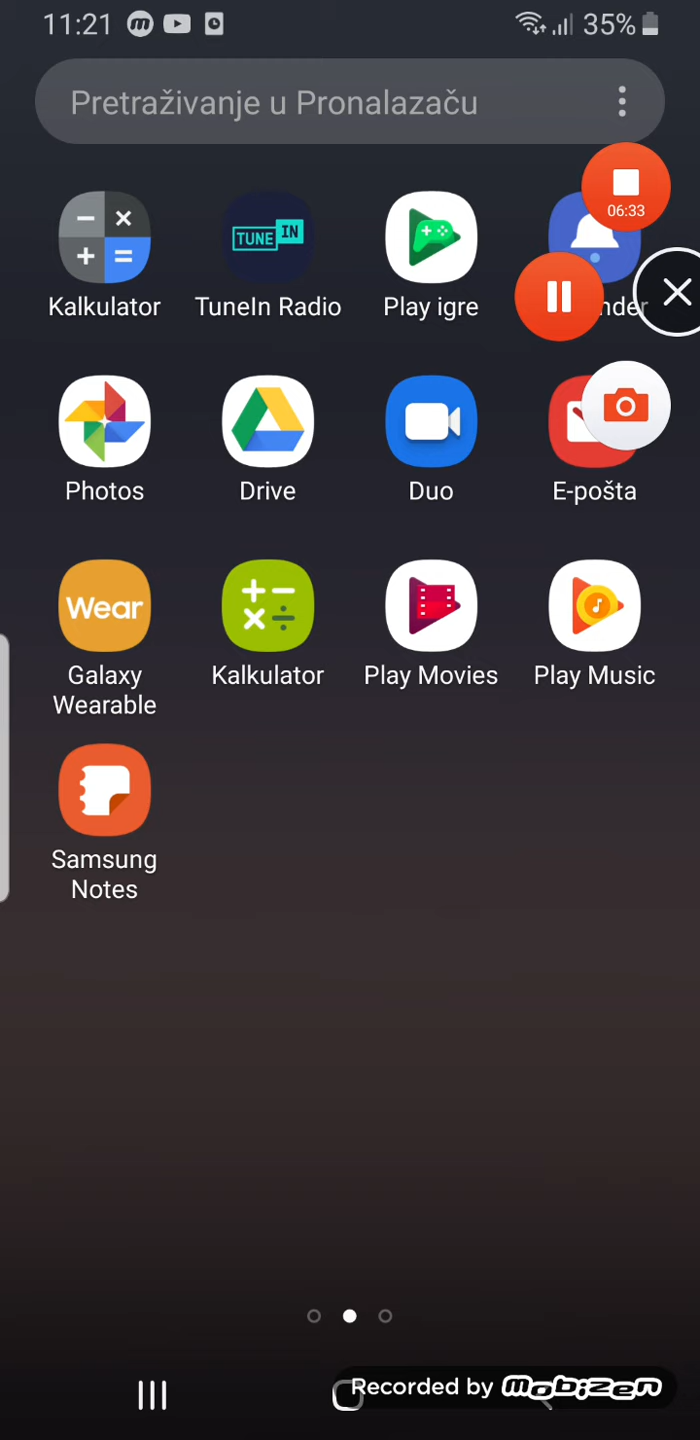 11:21
35%
Pretraživanje u Pronalazaču
06:33
TUNE IN
Kalkulator
TuneIn Radio
Play igre
nder
Photos
Drive
Duo
E-pošta
Wear
Galaxy
Wearable
Kalkulator
Play Movies
Play Music
Samsung
Notes
Recorded by mobizen